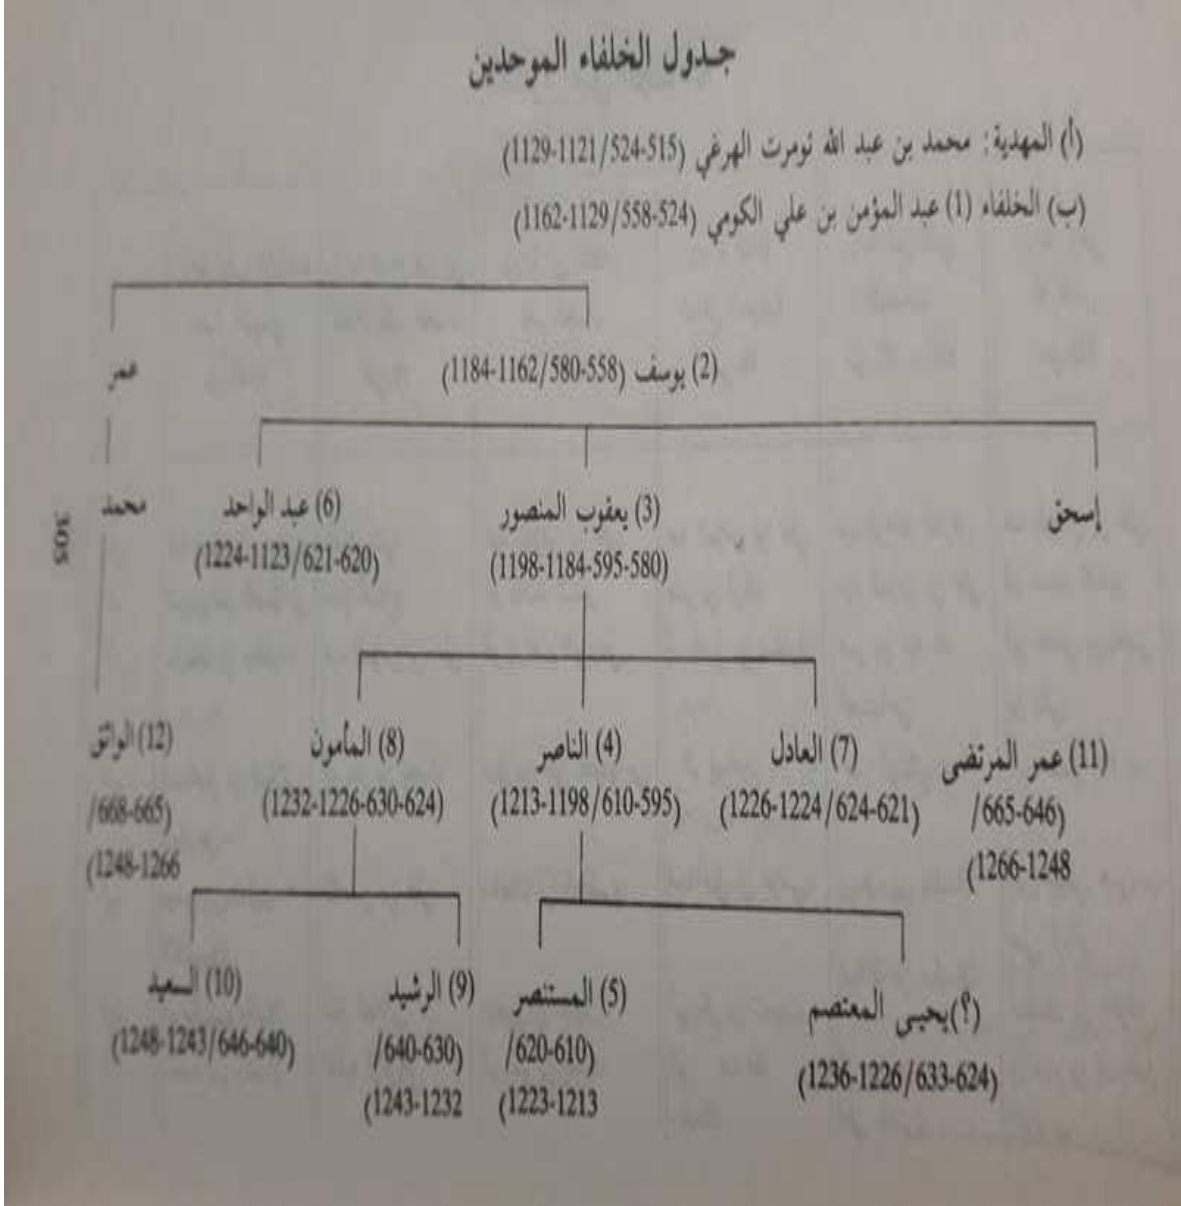 جدول الخلفاء الموحدين
(أ) المهدية: محمد بن عبد الله تومرت الهرغي (515-524/1121-1129)
(ب) الخلفاء (1) عبد المؤمن بن علي الكومي (524-558/1129-1162)
(2) يوسف (558-580/1162-1184)
عمر
إسحق
(3) يعقوب المنصور
(580-595-1184-1198)
(6) عبد الواحد
(620-621/1123-1224)
محمد
305
(11) عمر المرتضى
(646-665/
1248-1266)
(7) العادل
(621-624/1224-1226)
(4) الناصر
(595-610/1198-1213)
(8) المأمون
(624-630-1226-1232)
(12) الواثق
(665-668/
1266-1248)
(؟)يحيى المعتصم
(624-633/1226-1236)
(5) المستنصر
(610-620/
1213-1223)
(9) الرشيد
(630-640/
1232-1243)
(10) السعيد
(640-646/1243-1248)